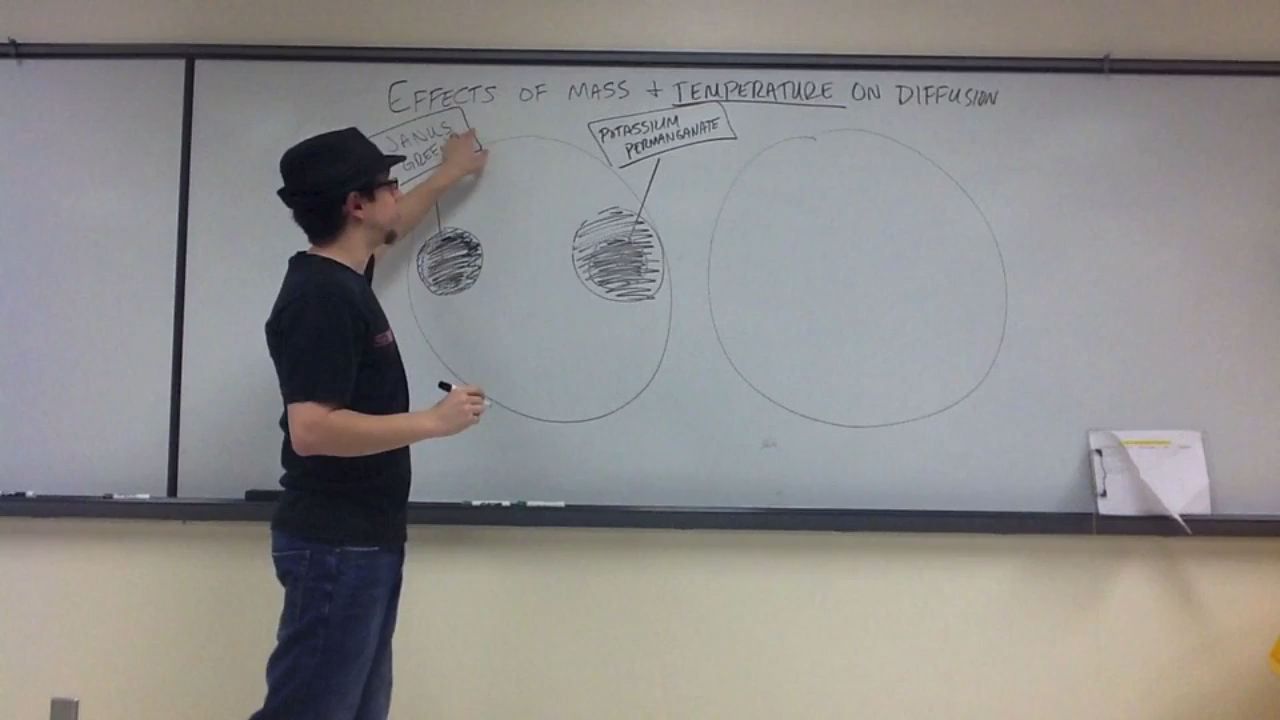 EFFECTS OF MASS + TEMPERATURE ON DIFFUSION
JANUS
POTASSIUM
PERMANGANATE